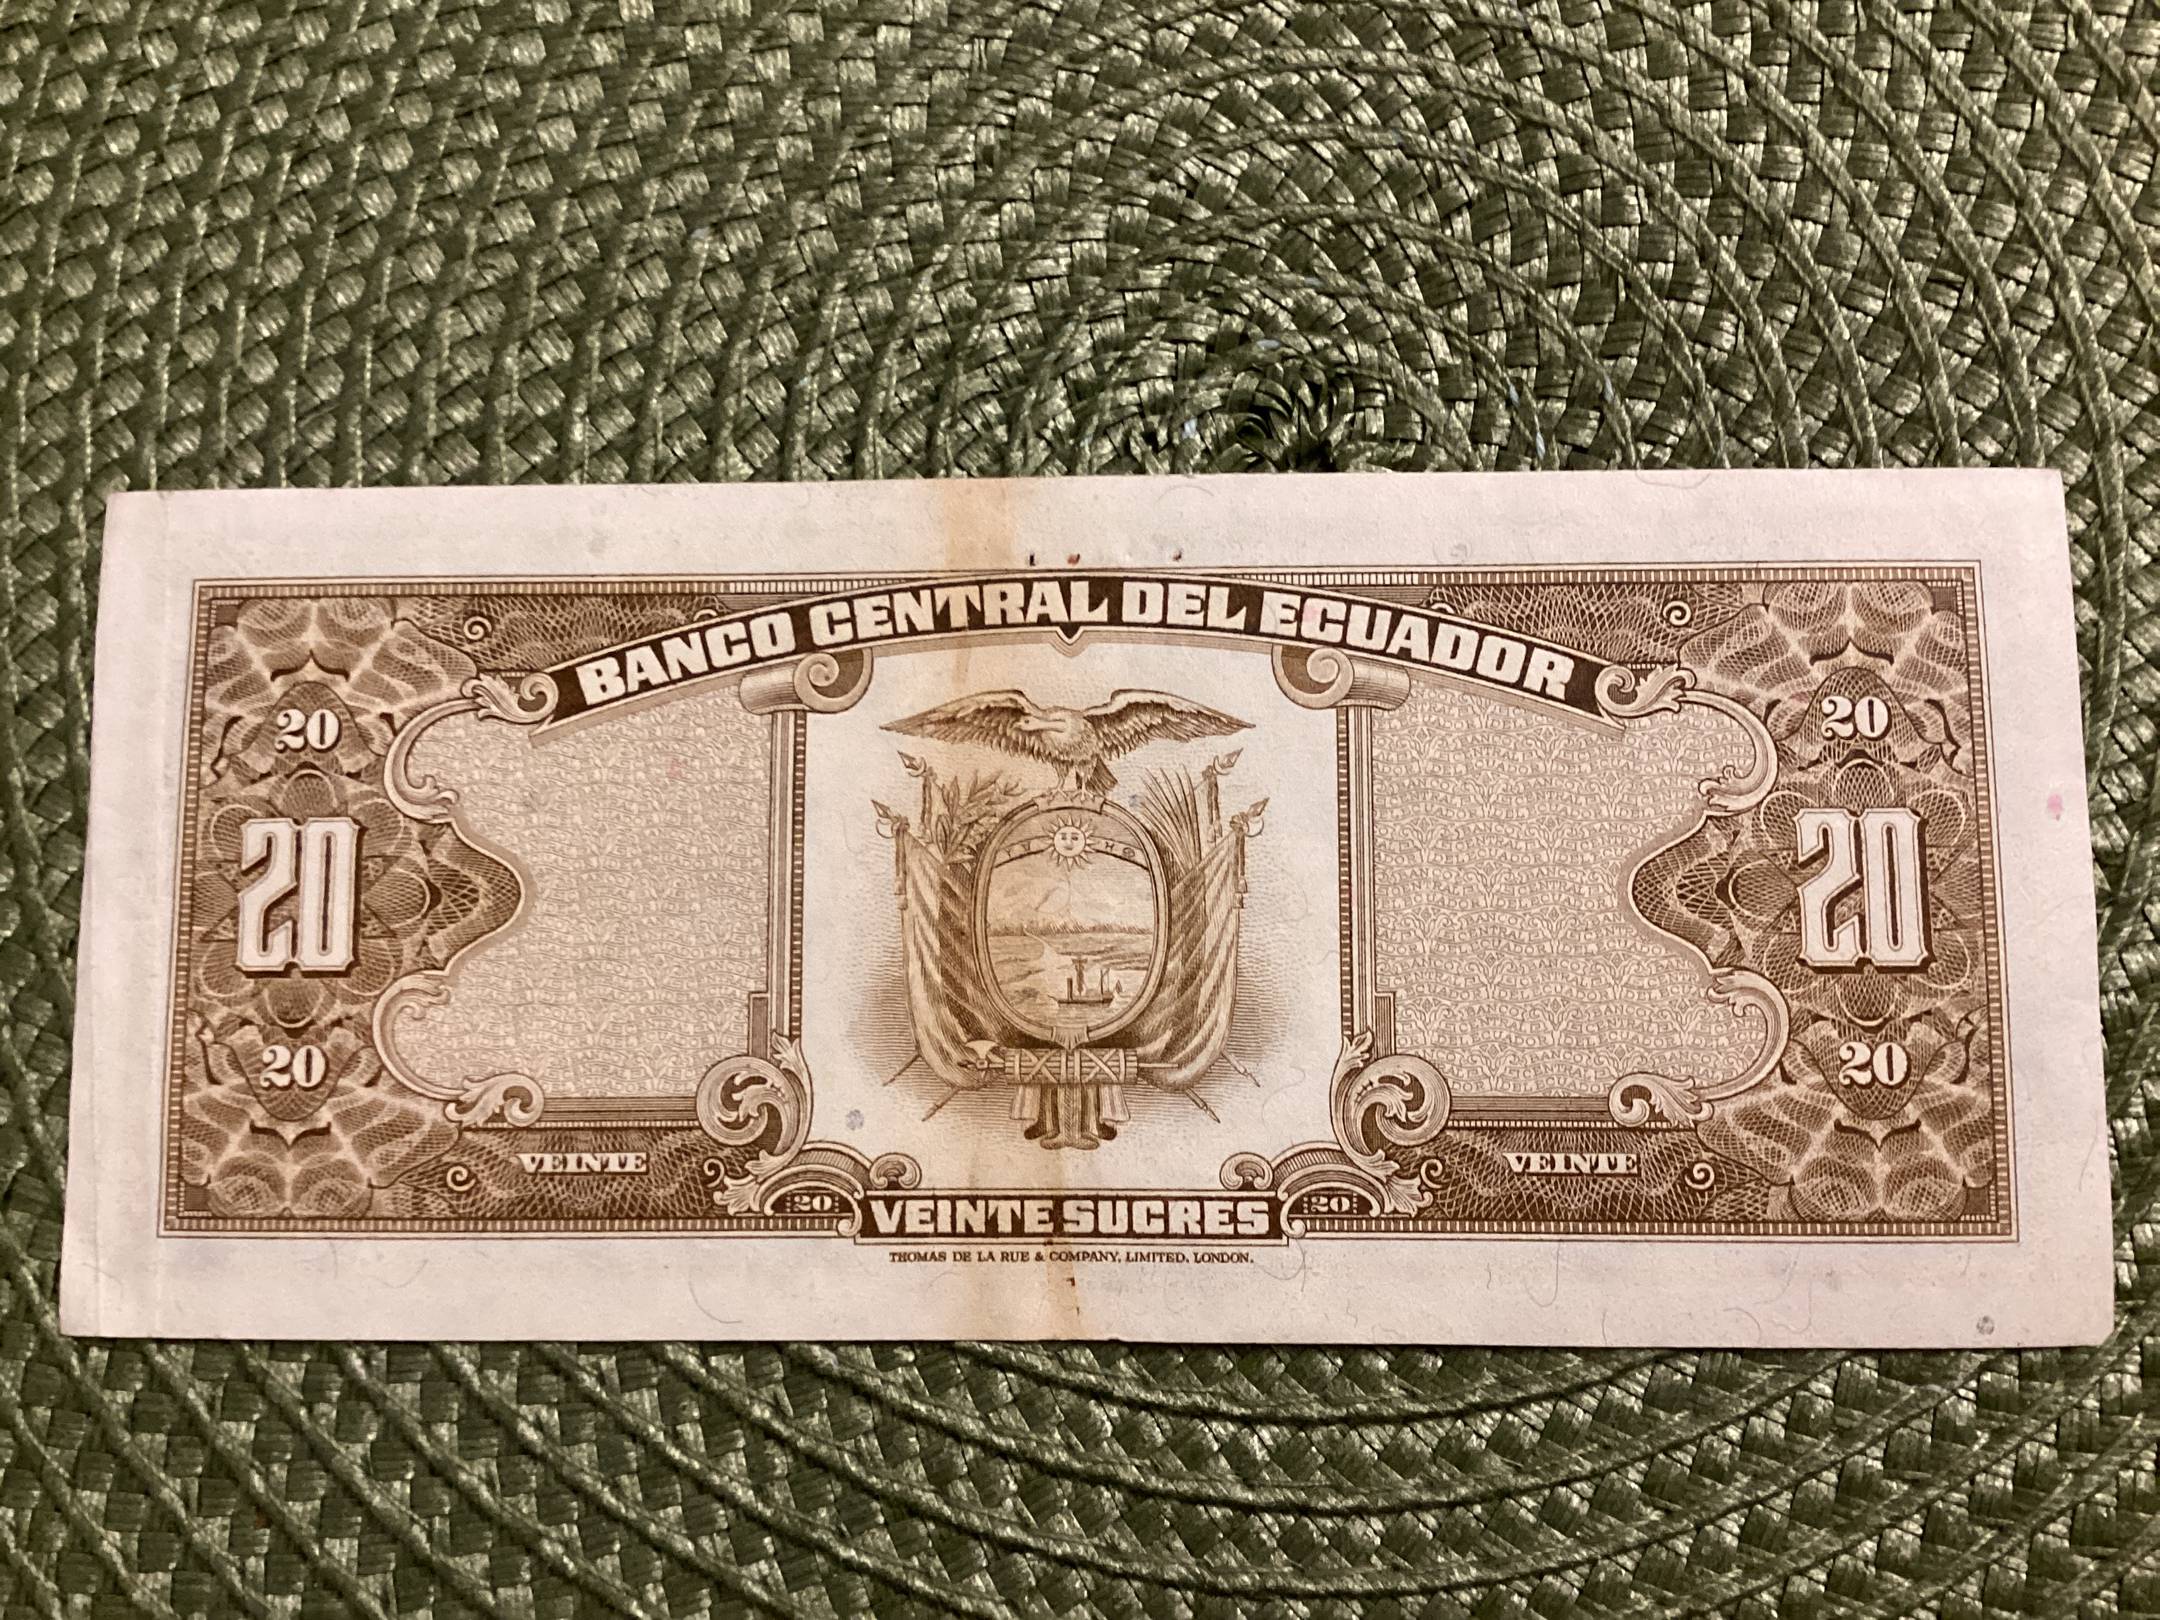 BANCO CENTRAL DEL ECUADOR
20 20
20 20
20 20
VEINTE VEINTE
20 VEINTE SUCRES 20
THOMAS DE LA RUE & COMPANY, LIMITED, LONDON.